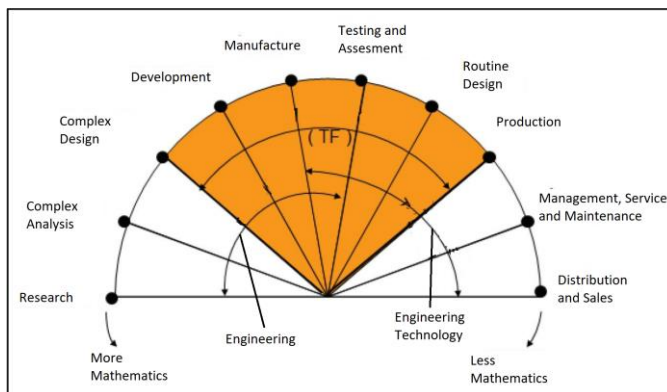 Testing and
Assesment
Manufacture
Routine
Design
Development
Production
Complex
Design
( TF )
Management, Service
and Maintenance
Complex
Analysis
Distribution
and Sales
Research
Engineering
Engineering
Technology
More
Mathematics
Less
Mathematics